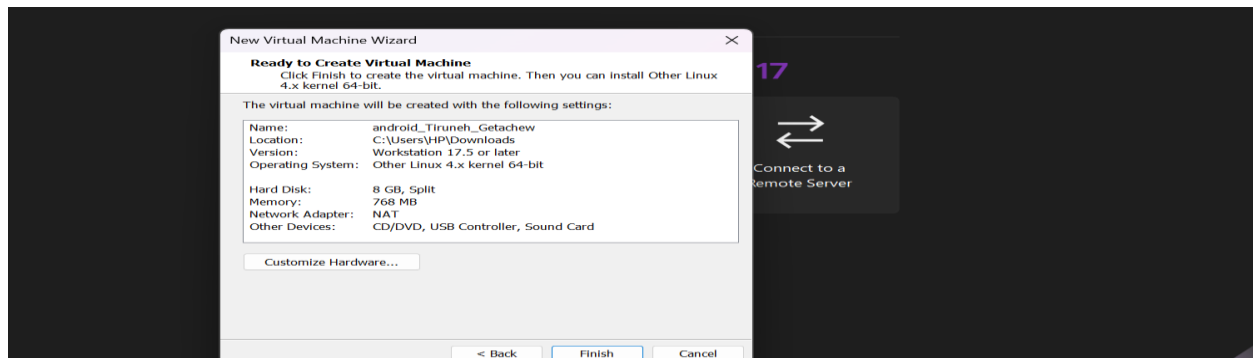 New Virtual Machine Wizard
Ready to Create Virtual Machine
Click Finish to create the virtual machine. Then you can install Other Linux
4.x kernel 64-bit.
The virtual machine will be created with the following settings:
Name: android_Tiruneh_Getachew
Location: C:\Users\HP\Downloads
Version: Workstation 17.5 or later
Operating System: Other Linux 4.x kernel 64-bit
Hard Disk: 8 GB, Split
Memory: 768 MB
Network Adapter: NAT
Other Devices: CD/DVD, USB Controller, Sound Card
Customize Hardware...
< Back Finish Cancel
17
Connect to a
Remote Server